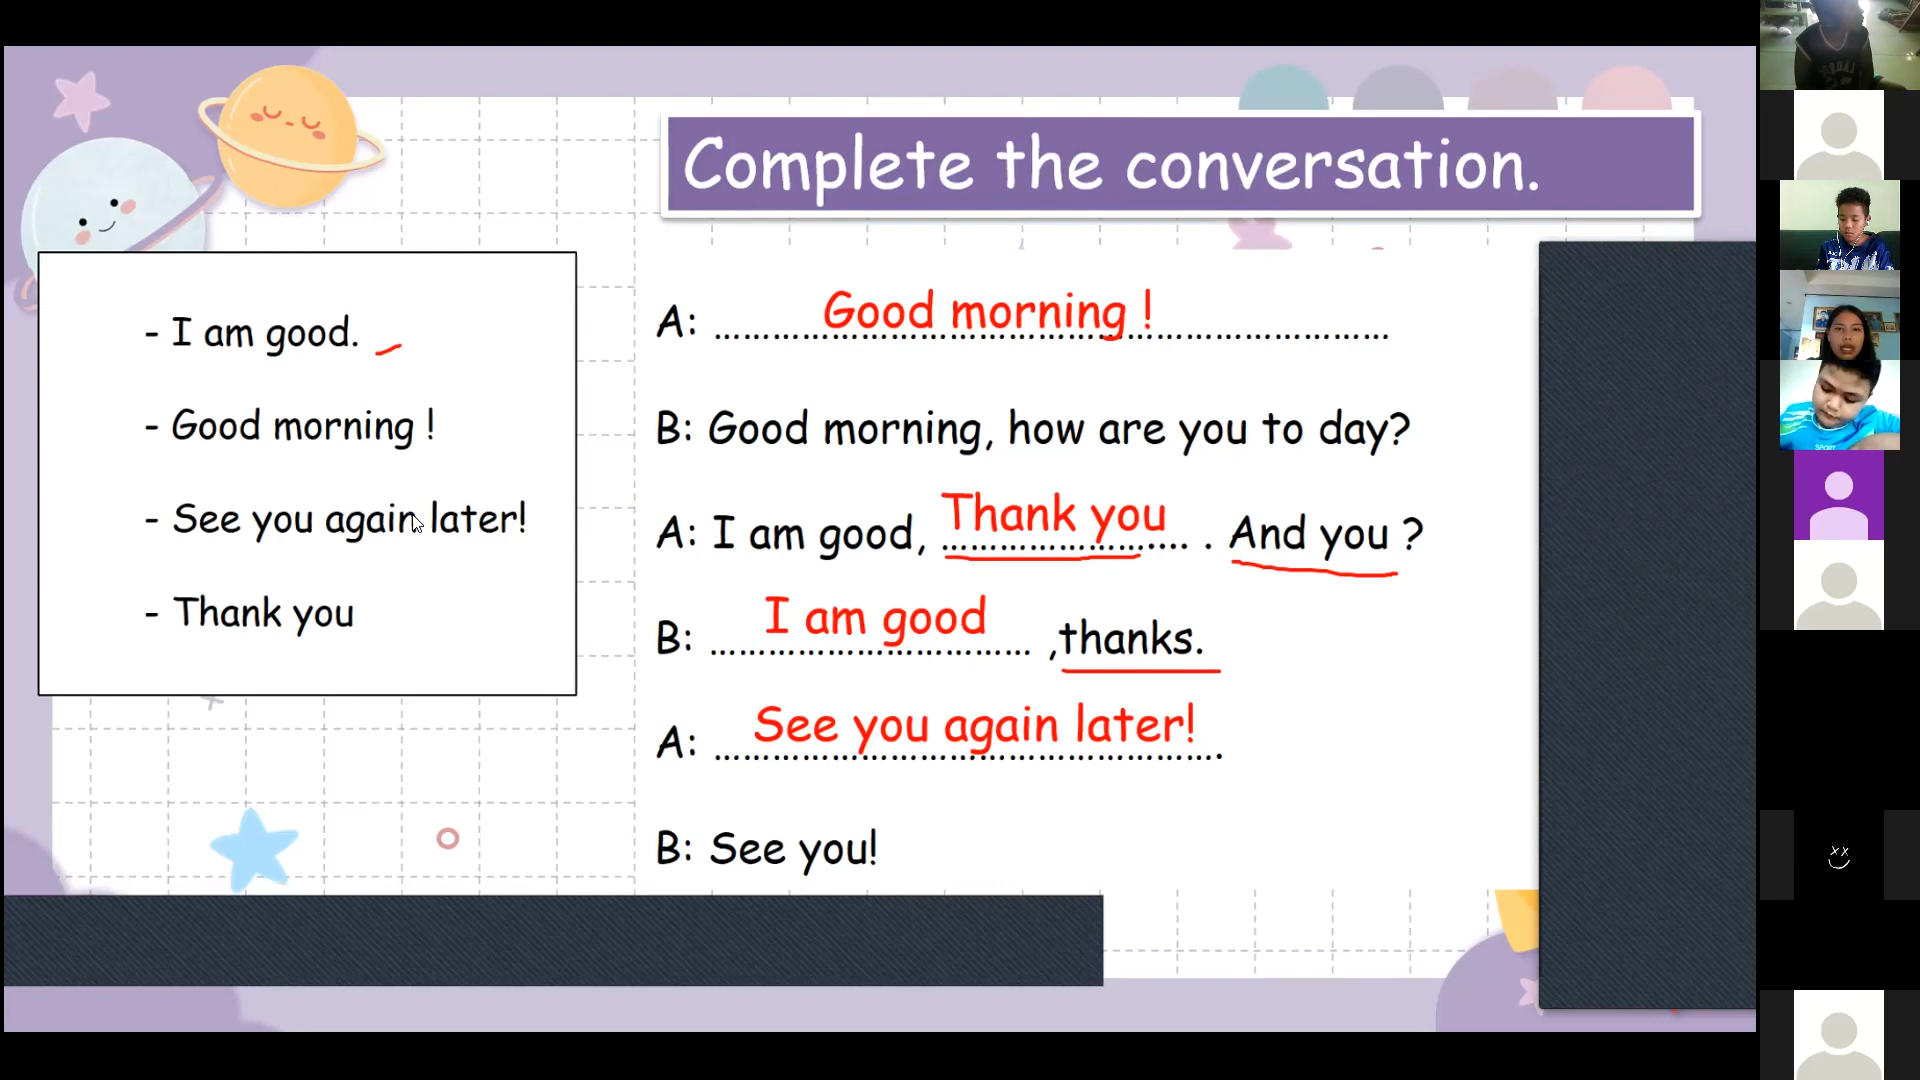 Complete the conversation.
- I am good.
- Good morning !
- See you again later!
- Thank you
A: ...Good morning !...
B: Good morning, how are you to day?
A: I am good, ...Thank you.... . And you ?
B: ...I am good... ,thanks.
A: ...See you again later!....
B: See you!